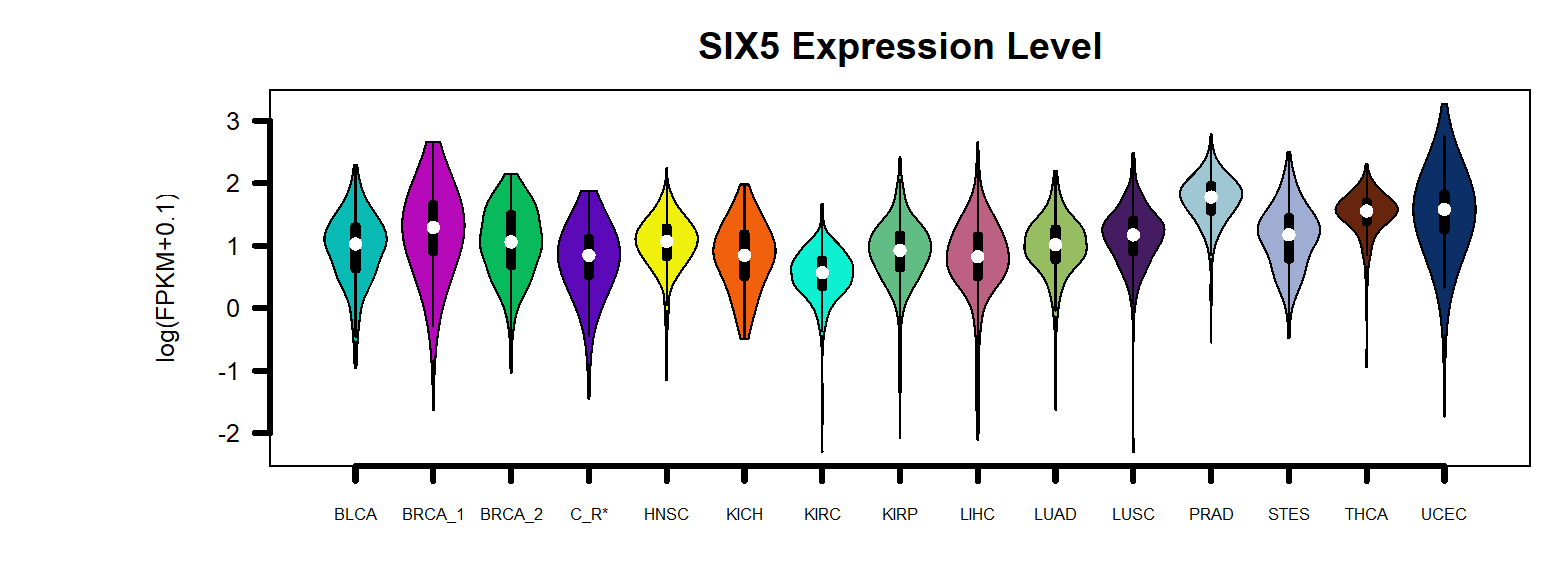 SIX5 Expression Level
log(FPKM+0.1)
3
2
1
0
-1
-2
BLCA BRCA_1 BRCA_2 C_R* HNSC KICH KIRC KIRP LIHC LUAD LUSC PRAD STES THCA UCEC